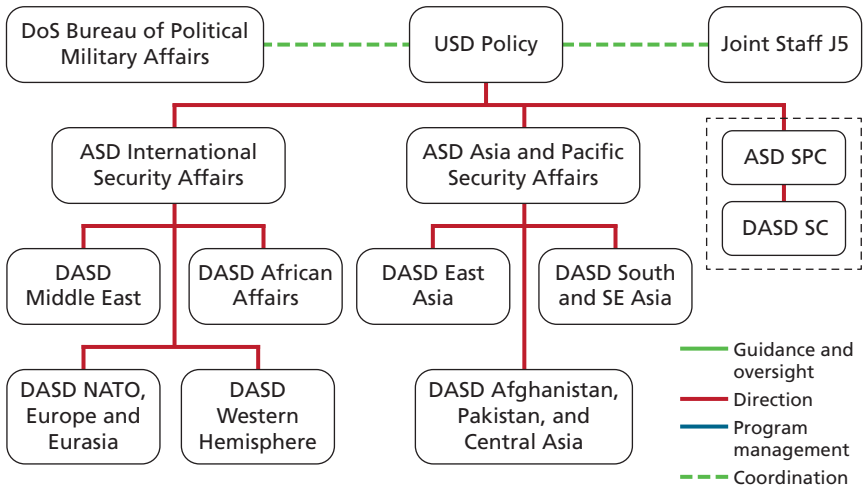 DoS Bureau of Political
Military Affairs
USD Policy
Joint Staff J5
ASD International
Security Affairs
ASD Asia and Pacific
Security Affairs
ASD SPC
DASD SC
DASD
Middle East
DASD African
Affairs
DASD East
Asia
DASD South
and SE Asia
DASD NATO,
Europe and
Eurasia
DASD
Western
Hemisphere
DASD Afghanistan,
Pakistan, and
Central Asia
Guidance and
oversight
Direction
Program
management
Coordination